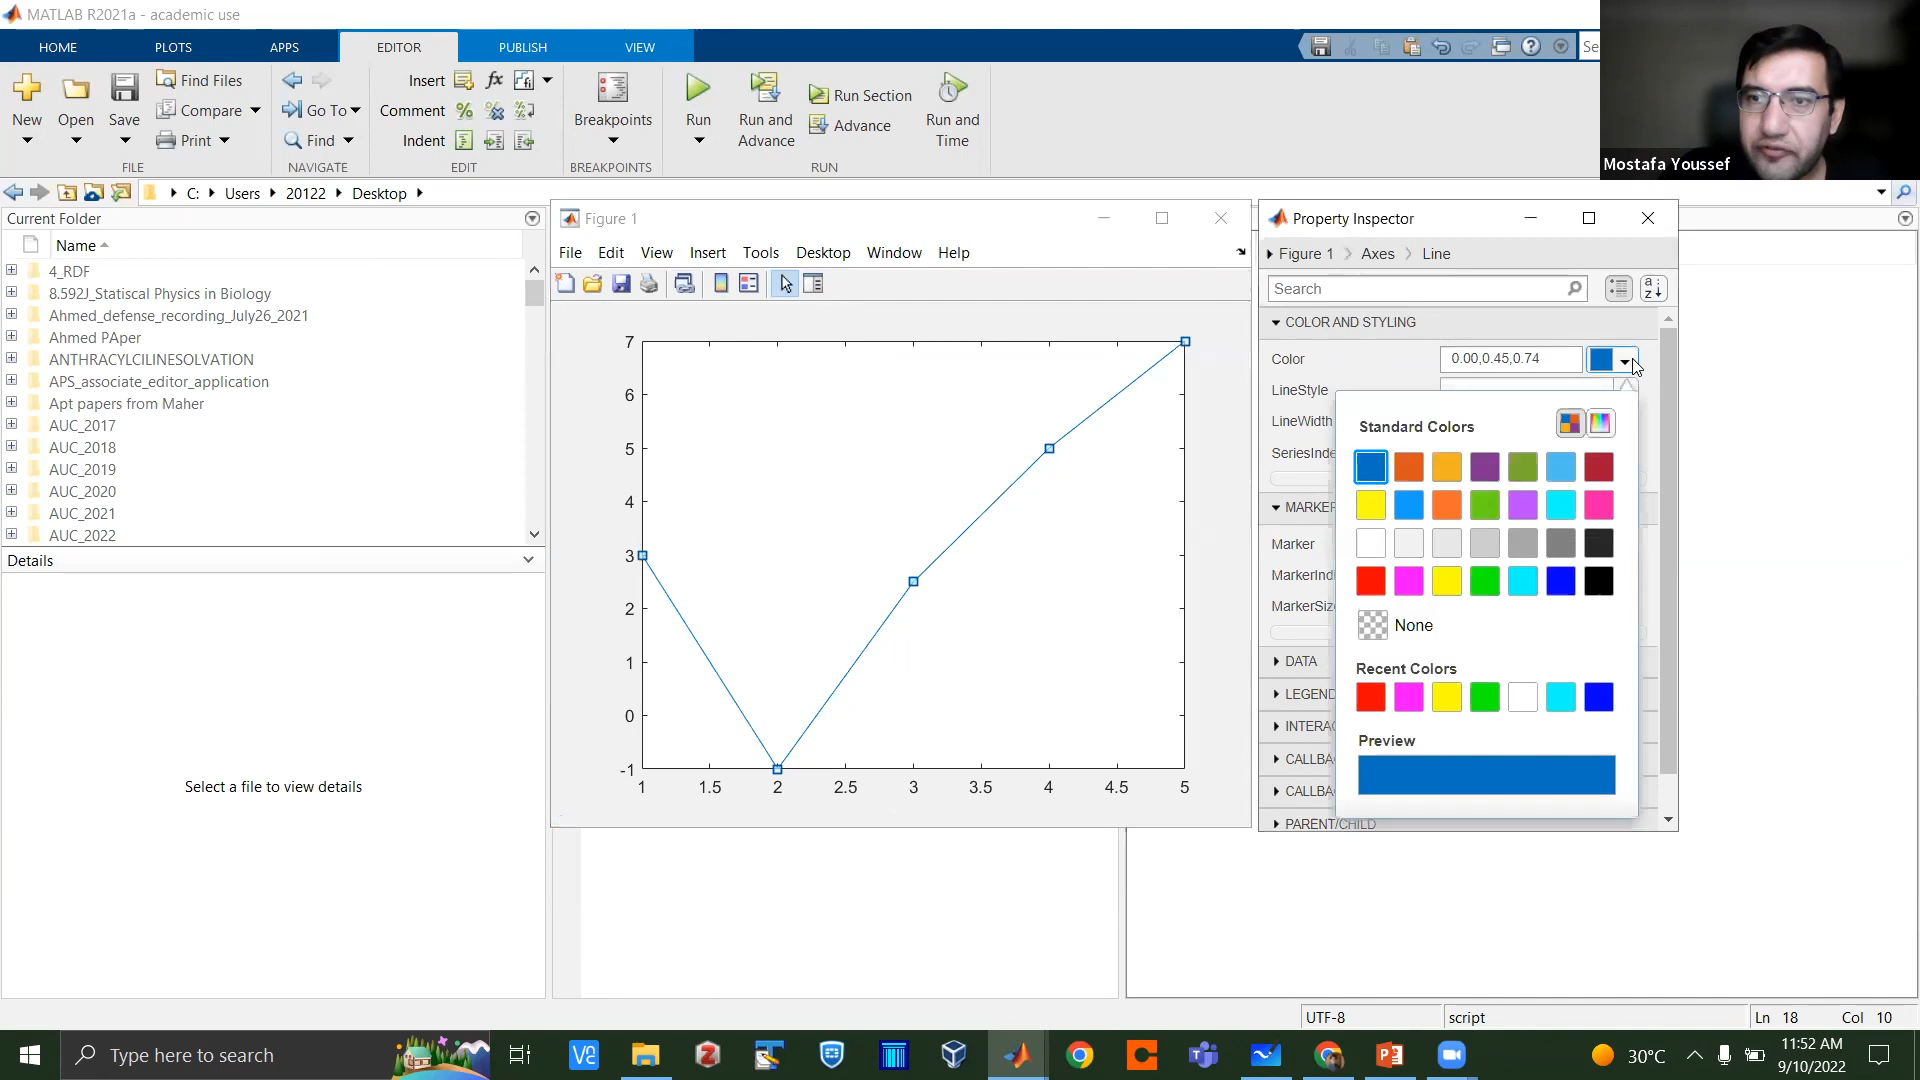 MATLAB R2021a - academic use
HOME PLOTS APPS EDITOR PUBLISH VIEW
Se
New
Open
Save
Find Files
Compare
Print
FILE
Go To
Find
NAVIGATE
Insert
fx
Comment
Indent
EDIT
Breakpoints
BREAKPOINTS
Run
Run and
Advance
Run Section
Advance
Run and
Time
RUN
Mostafa Youssef
C: Users 20122 Desktop
Current Folder
Name
4_RDF
8.592J_Statiscal Physics in Biology
Ahmed_defense_recording_July26_2021
Ahmed PAper
ANTHRACYLCILINESOLVATION
APS_associate_editor_application
Apt papers from Maher
AUC_2017
AUC_2018
AUC_2019
AUC_2020
AUC_2021
AUC_2022
Details
Select a file to view details
Figure 1
File Edit View Insert Tools Desktop Window Help
7
6
5
4
3
2
1
0
-1
1 1.5 2 2.5 3 3.5 4 4.5 5
Property Inspector
Figure 1 Axes Line
Search
a
z
COLOR AND STYLING
Color 0.00,0.45,0.74
LineStyle
LineWidth
SeriesInde
MARKER
Marker
MarkerIndi
MarkerSize
DATA
LEGEND
INTERAC
CALLBA
CALLBA
PARENT/CHILD
Standard Colors
None
Recent Colors
Preview
UTF-8
script
Ln 18 Col 10
Type here to search
30°C
11:52 AM
9/10/2022